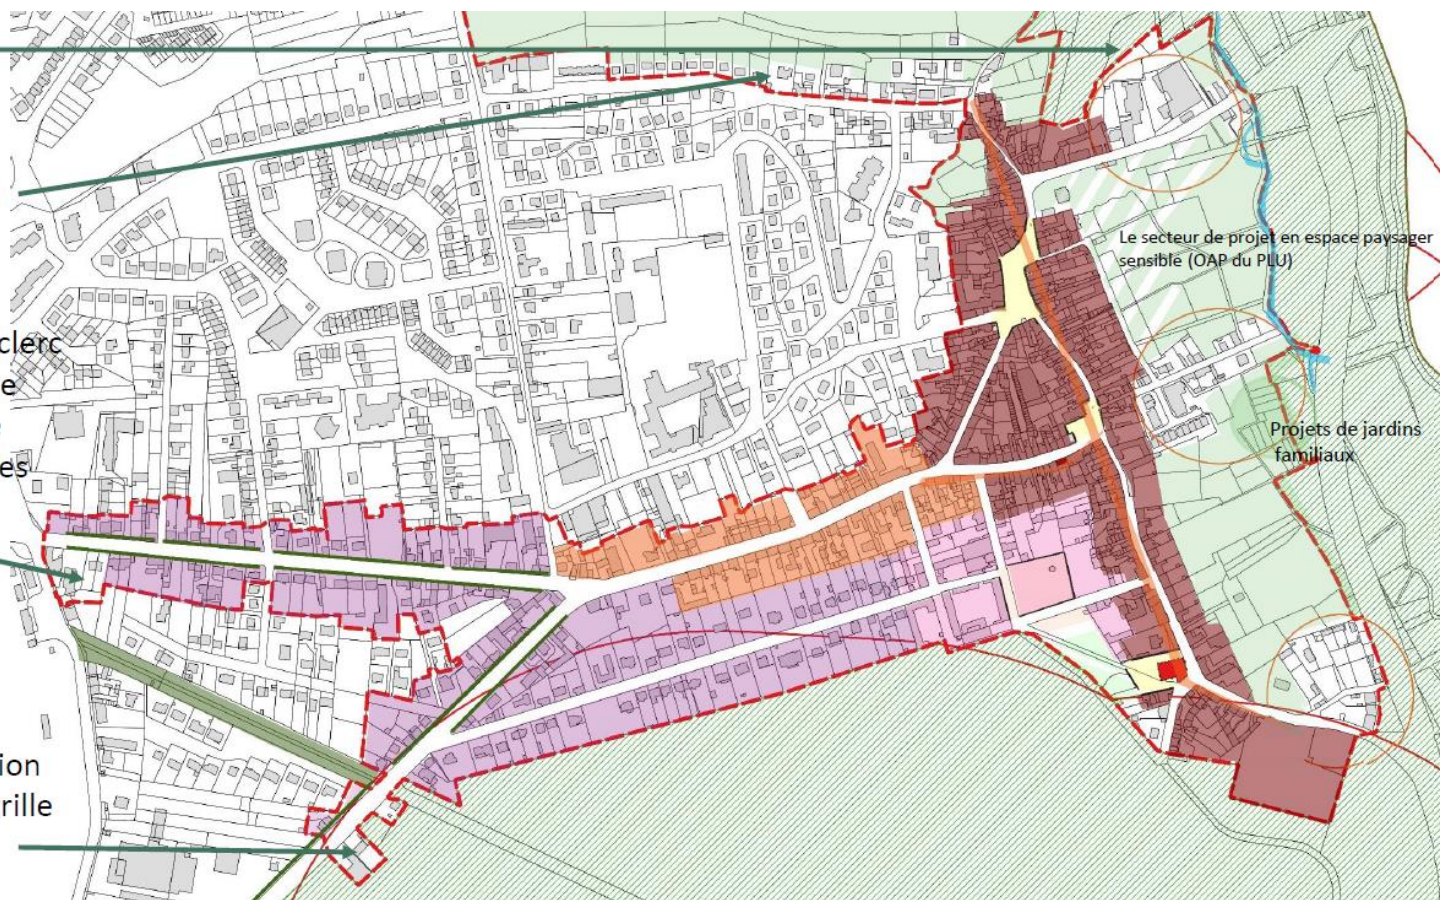 Le secteur de projet en espace paysager
sensible (OAP du PLU)
clerc
e
es
Projets de jardins
familiaux
ion
rille